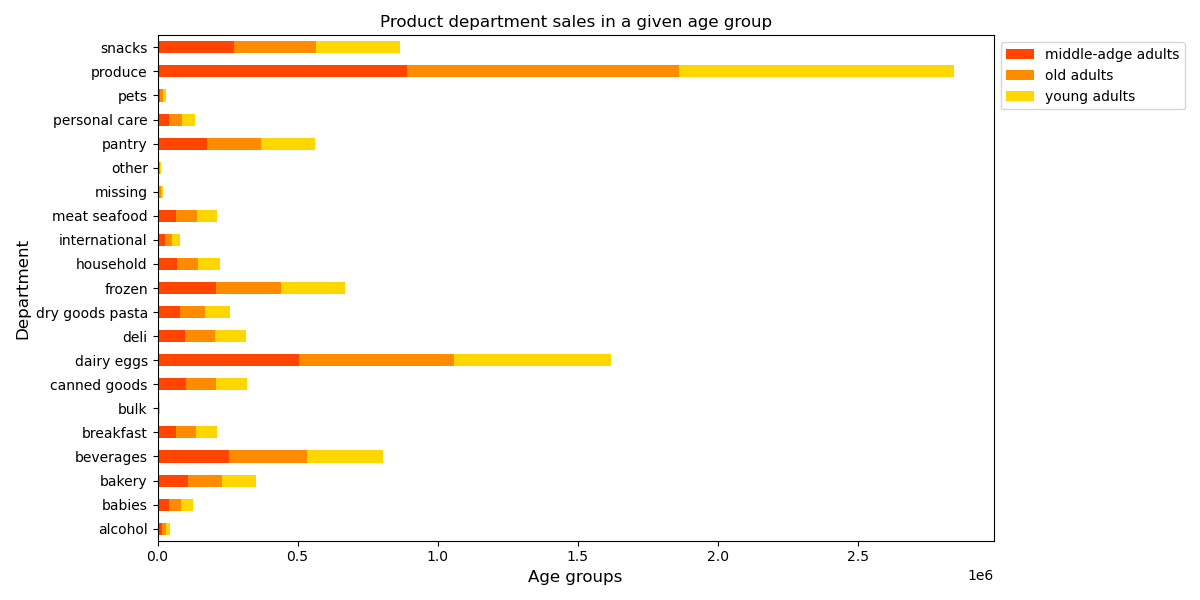 Product department sales in a given age group
snacks
produce
pets
personal care
pantry
other
missing
meat seafood
international
household
frozen
dry goods pasta
deli
dairy eggs
canned goods
bulk
breakfast
beverages
bakery
babies
alcohol
Department
0.0 0.5 1.0 1.5 2.0 2.5
1e6
Age groups
middle-adge adults
old adults
young adults